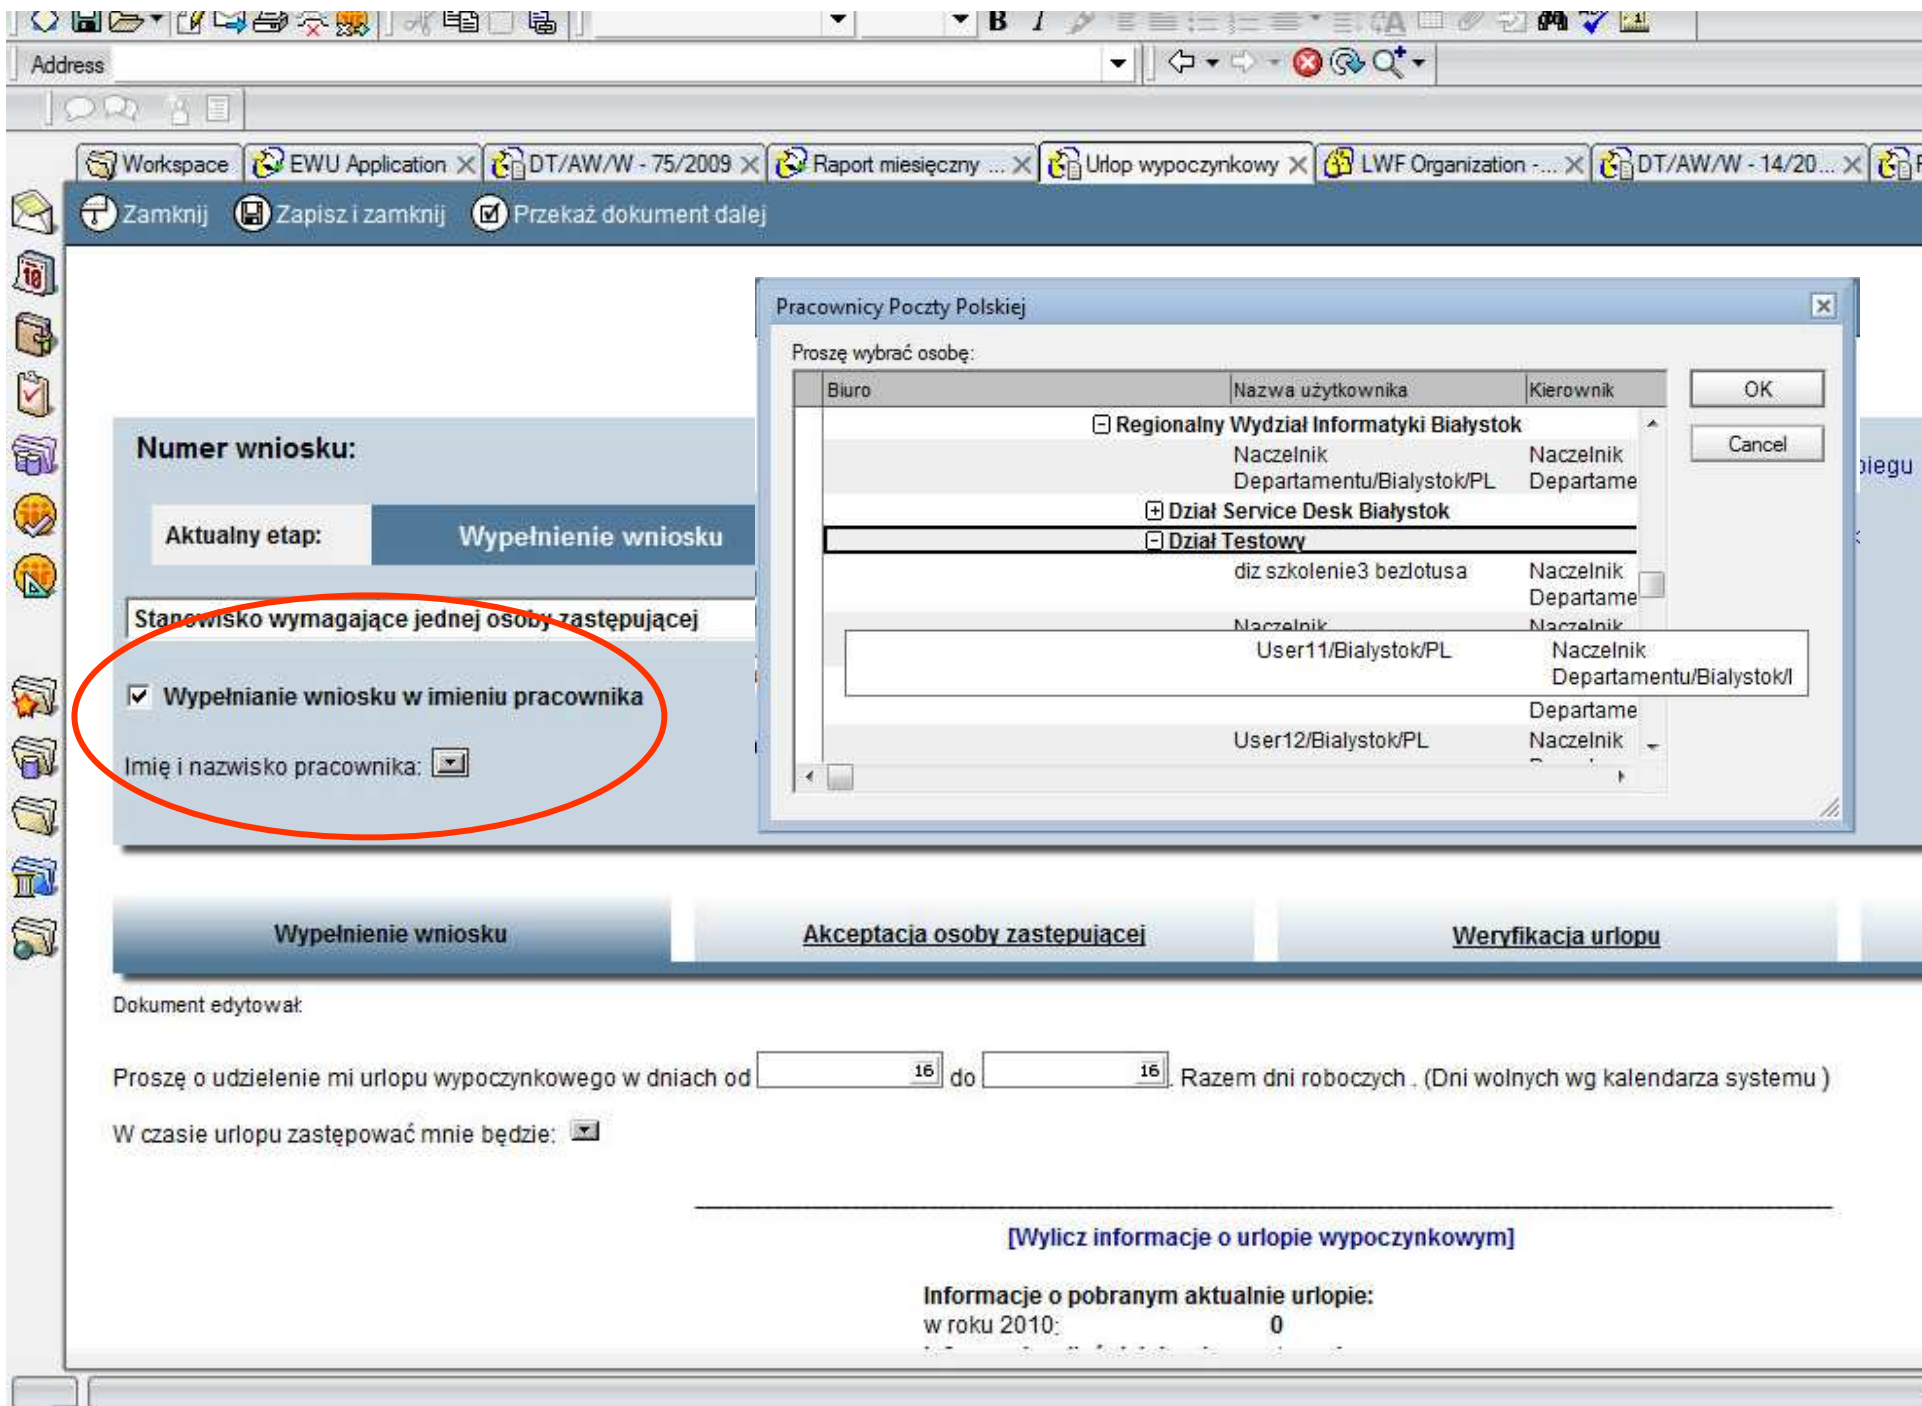 B I
Address
Workspace
EWU Application
DT/AW/W - 75/2009
Raport miesięczny ...
Urlop wypoczynkowy
LWF Organization -...
DT/AW/W - 14/20...
Zamknij
Zapisz i zamknij
Przekaż dokument dalej
Pracownicy Poczty Polskiej
Proszę wybrać osobę:
Biuro Nazwa użytkownika Kierownik
OK
Cancel
Regionalny Wydział Informatyki Białystok
Naczelnik Naczelnik
Departamentu/Bialystok/PL Departame
Dział Service Desk Białystok
Dział Testowy
diz szkolenie3 bezlotusa Naczelnik
Departame
Naczelnik Naczelnik
User11/Bialystok/PL Naczelnik
Departamentu/Bialystok/I
Departame
User12/Bialystok/PL Naczelnik
Numer wniosku:
biegu
Aktualny etap: Wypełnienie wniosku
Stanowisko wymagające jednej osoby zastępującej
Wypełnianie wniosku w imieniu pracownika
Imię i nazwisko pracownika:
Wypełnienie wniosku
Akceptacja osoby zastępującej
Weryfikacja urlopu
Dokument edytował:
Proszę o udzielenie mi urlopu wypoczynkowego w dniach od 16 do 16 . Razem dni roboczych . (Dni wolnych wg kalendarza systemu )
W czasie urlopu zastępować mnie będzie:
[Wylicz informacje o urlopie wypoczynkowym]
Informacje o pobranym aktualnie urlopie:
w roku 2010: 0